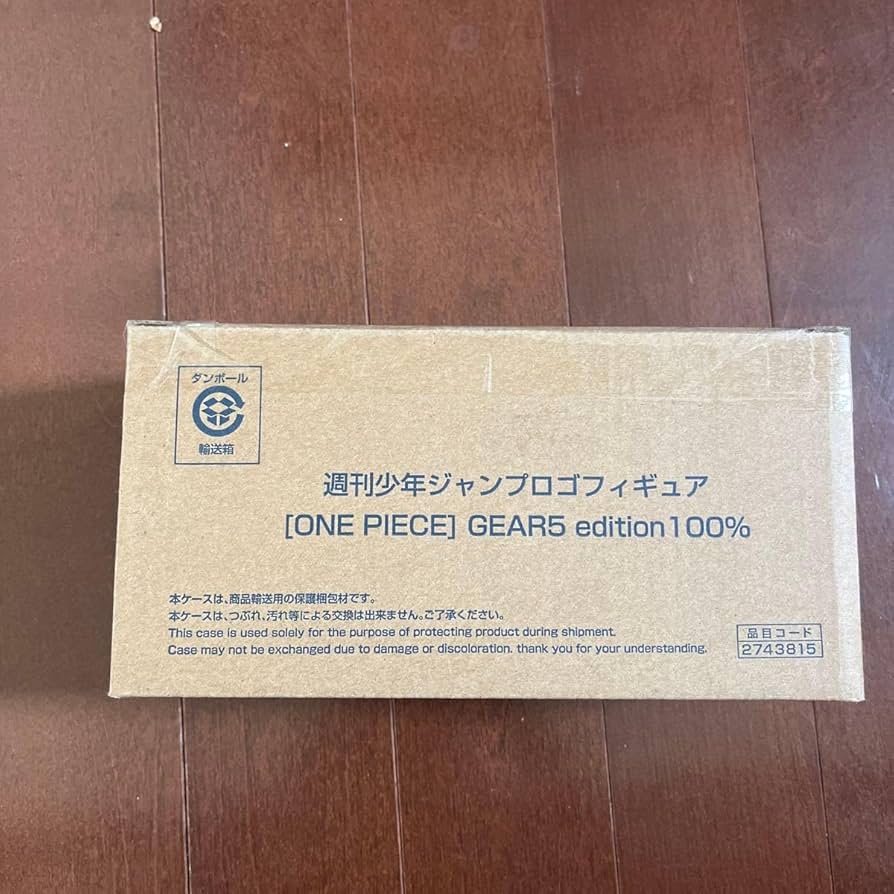 ダンボール
輸送箱
週刊少年ジャンプロゴフィギュア
[ONE PIECE] GEAR5 edition100%
本ケースは、商品輸送用の保護梱包材です。
本ケースは、つぶれ、汚れ等による交換は出来ません。ご了承ください。
This case is used solely for the purpose of protecting product during shipment.
Case may not be exchanged due to damage or discoloration. thank you for your understanding.
品目コード
2743815